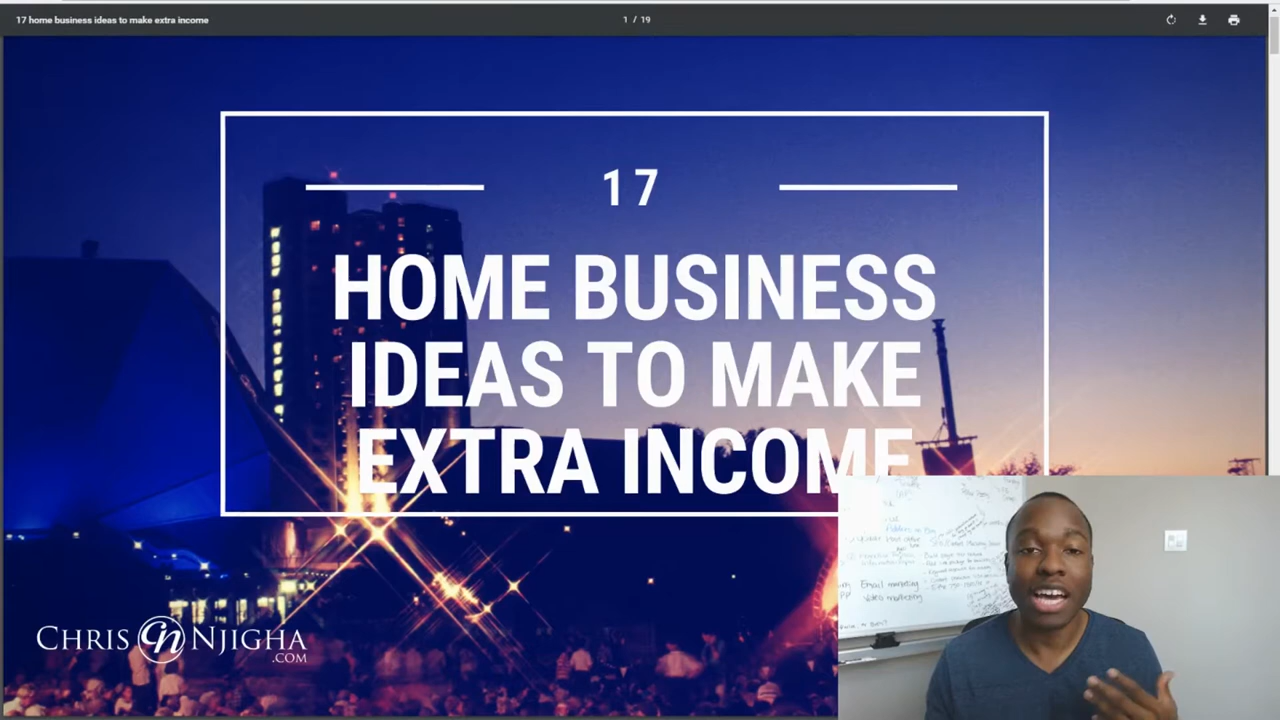 17 home business ideas to make extra income
1 / 19
17
HOME BUSINESS
IDEAS TO MAKE
EXTRA INCOME
CHRIS CN NJIGHA
.COM
Email marketing
Video marketing